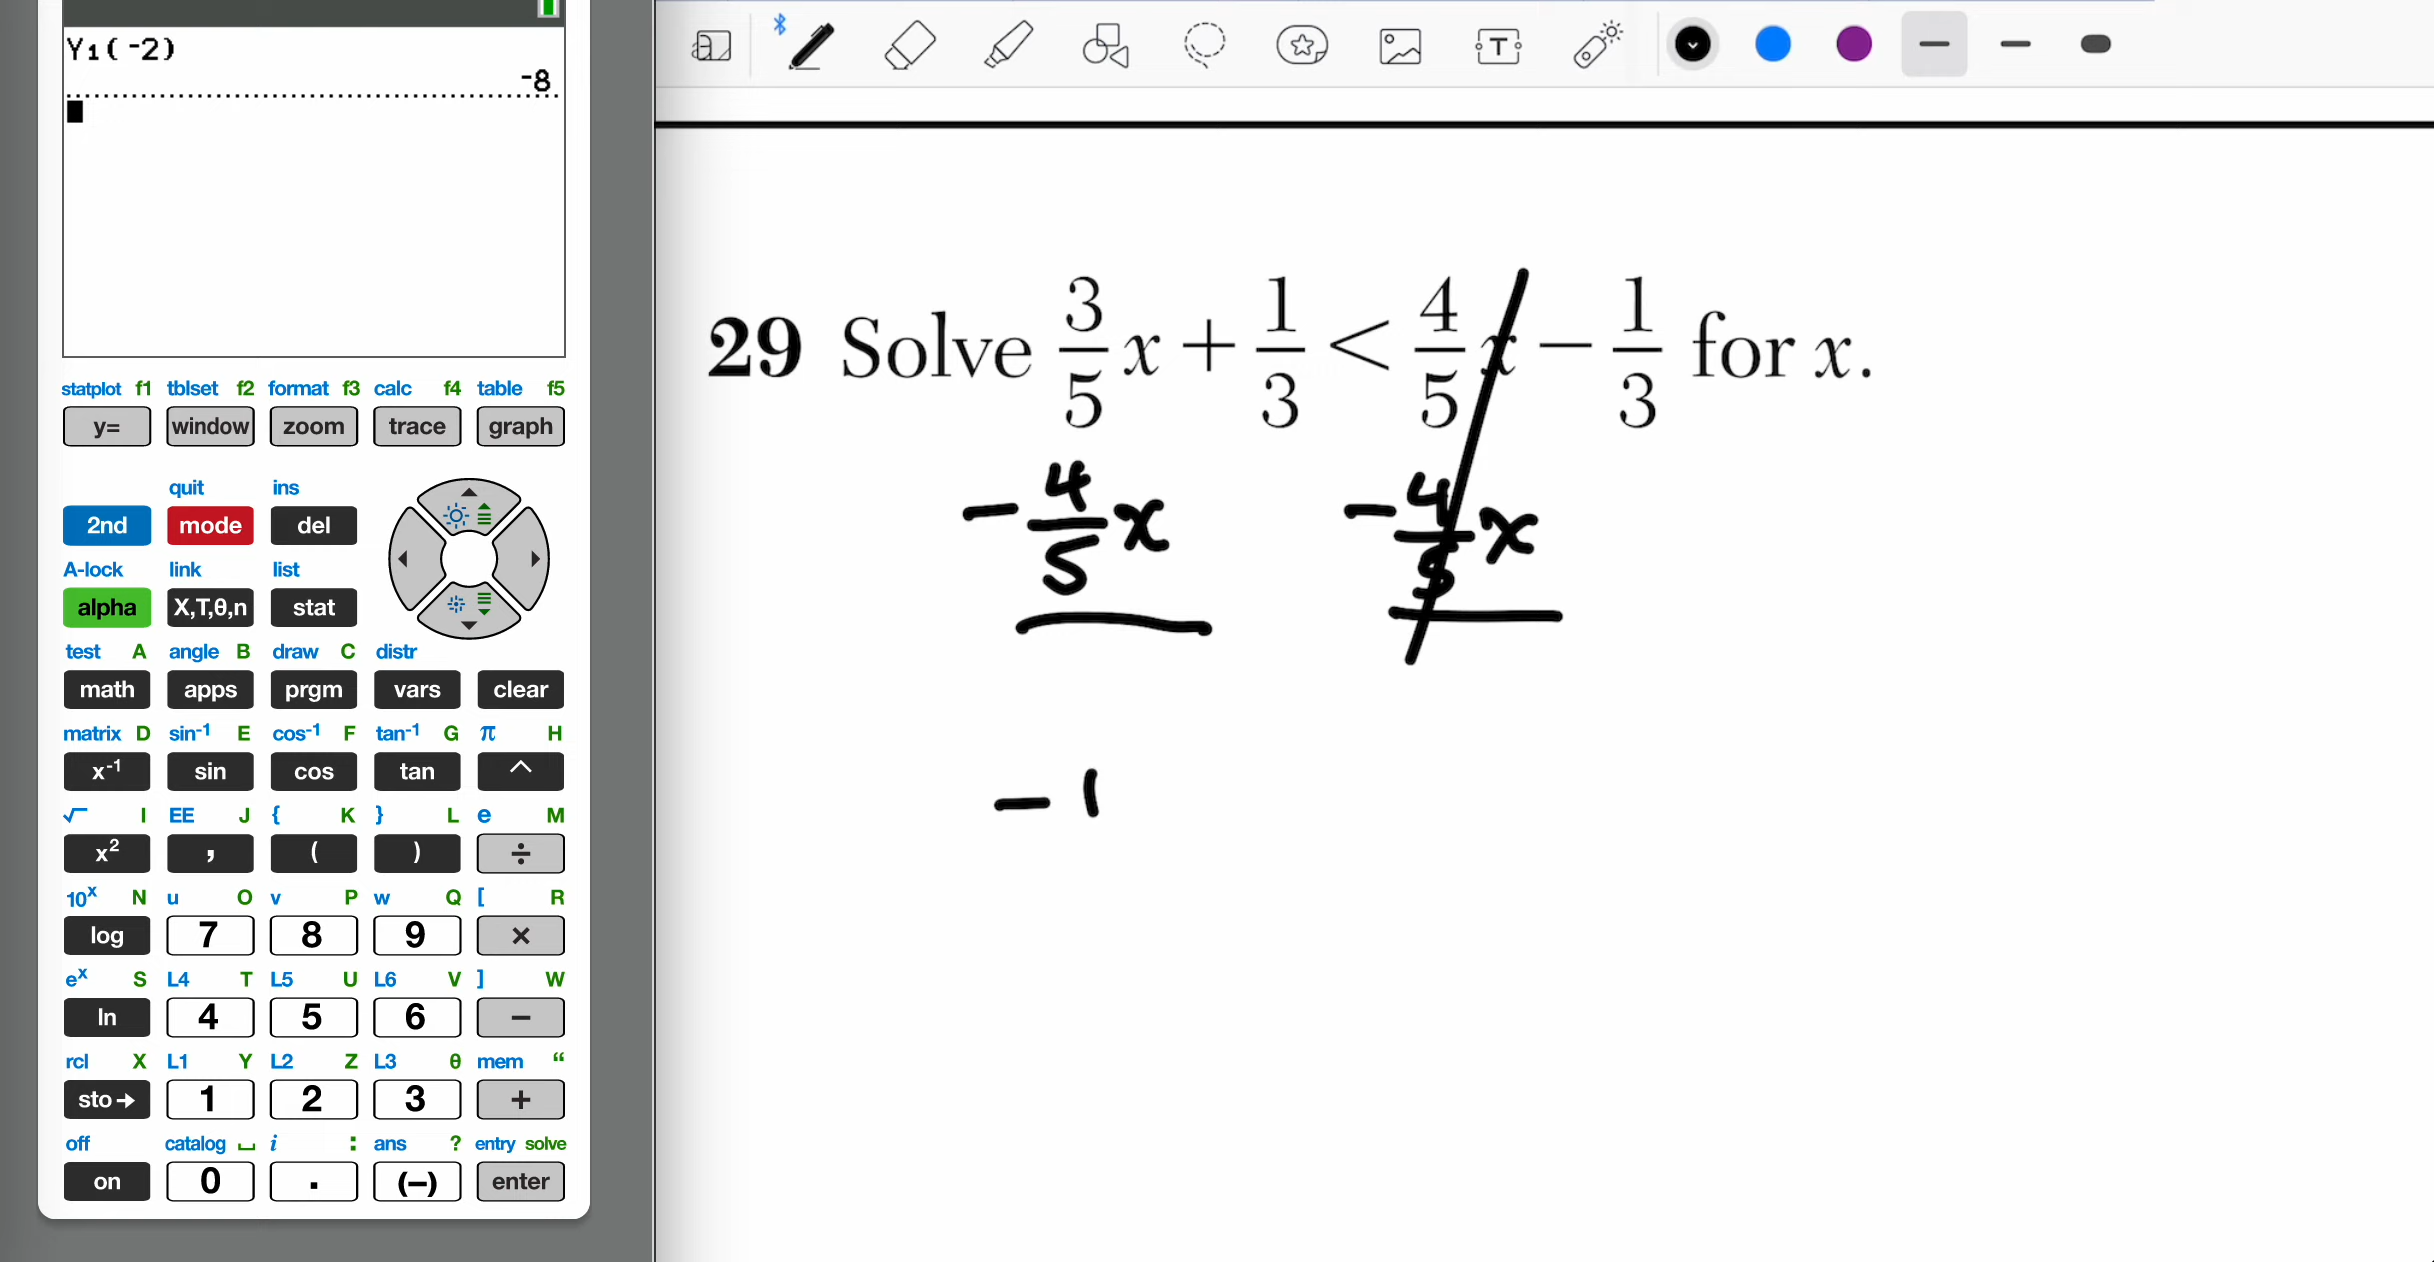 Y1(-2)
-8
statplot f1 tblset f2 format f3 calc f4 table f5
y= window zoom trace graph
quit ins
2nd mode del
A-lock link list
alpha X,T,θ,n stat
test A angle B draw C distr
math apps prgm vars clear
matrix D sin-1 E cos-1 F tan-1 G π H
x-1 sin cos tan ^
√ I EE J { K } L e M
x2 , ( ) ÷
10x N u O v P w Q [ R
log 7 8 9 ×
ex S L4 T L5 U L6 V ] W
ln 4 5 6 −
rcl X L1 Y L2 Z L3 θ mem “
sto→ 1 2 3 +
off catalog ⎵ i : ans ? entry solve
on 0 . (−) enter
T
29 Solve 3/5 x + 1/3 < 4/5 x − 1/3 for x.
- 4/5 x - 4/5 x
- 1